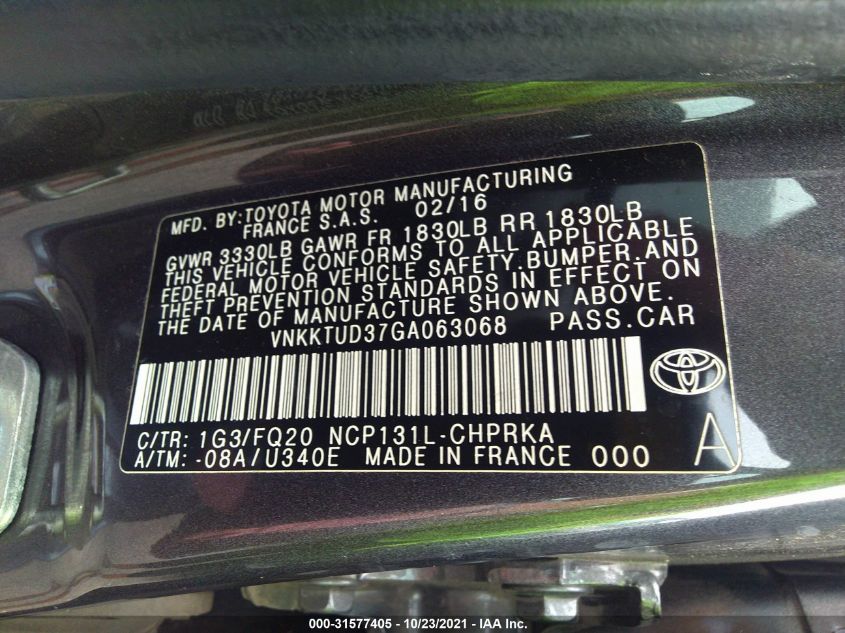 MFD. BY:TOYOTA MOTOR MANUFACTURING
FRANCE S.A.S. 02/16
GVWR 3330LB GAWR FR 1830LB RR 1830LB
THIS VEHICLE CONFORMS TO ALL APPLICABLE
FEDERAL MOTOR VEHICLE SAFETY,BUMPER,AND
THEFT PREVENTION STANDARDS IN EFFECT ON
THE DATE OF MANUFACTURE SHOWN ABOVE.
VNKKTUD37GA063068 PASS.CAR
C/TR: 1G3/FQ20 NCP131L-CHPRKA
A/TM: -08A/U340E MADE IN FRANCE 000
A
000-31577405 • 10/23/2021 - IAA Inc.